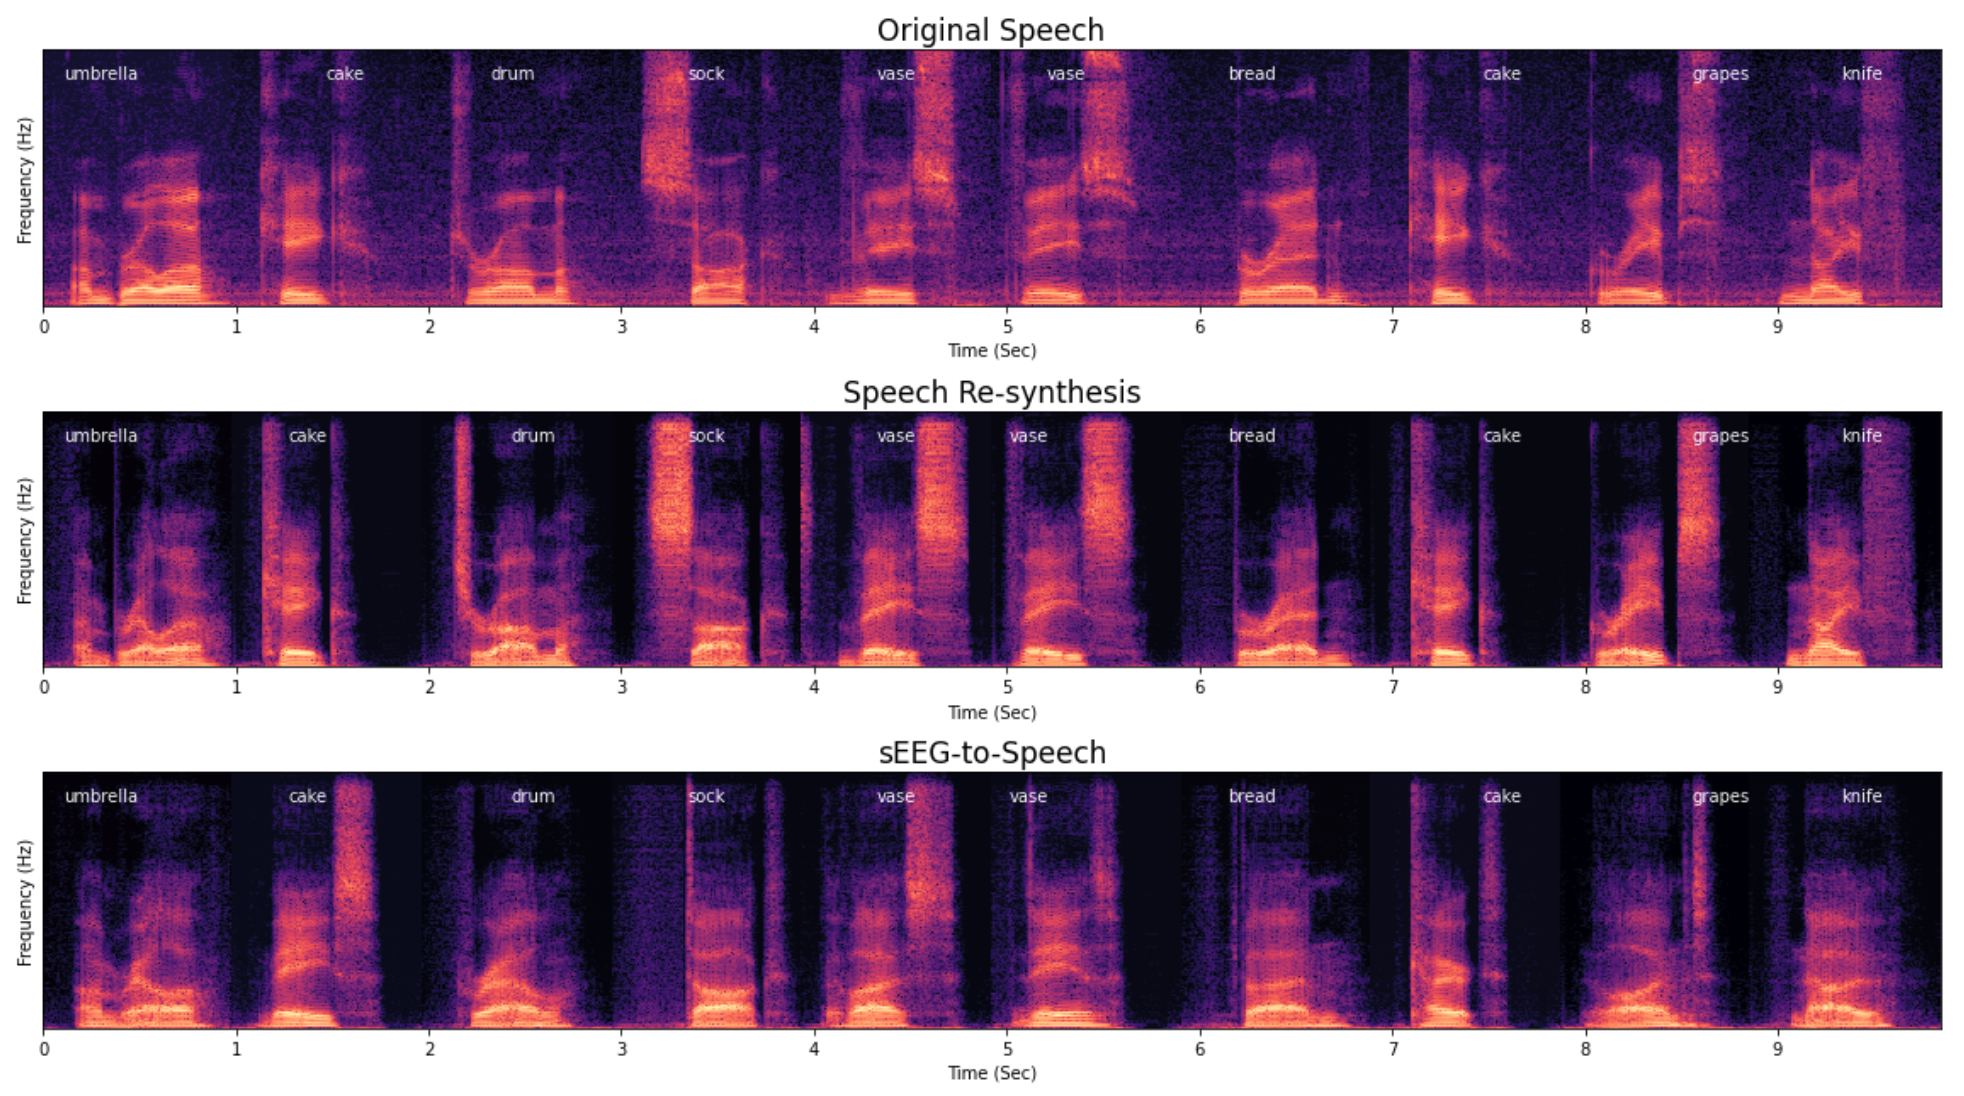 Original Speech
umbrella cake drum sock vase vase bread cake grapes knife
Frequency (Hz)
0 1 2 3 4 5 6 7 8 9
Time (Sec)
Speech Re-synthesis
umbrella cake drum sock vase vase bread cake grapes knife
Frequency (Hz)
0 1 2 3 4 5 6 7 8 9
Time (Sec)
sEEG-to-Speech
umbrella cake drum sock vase vase bread cake grapes knife
Frequency (Hz)
0 1 2 3 4 5 6 7 8 9
Time (Sec)